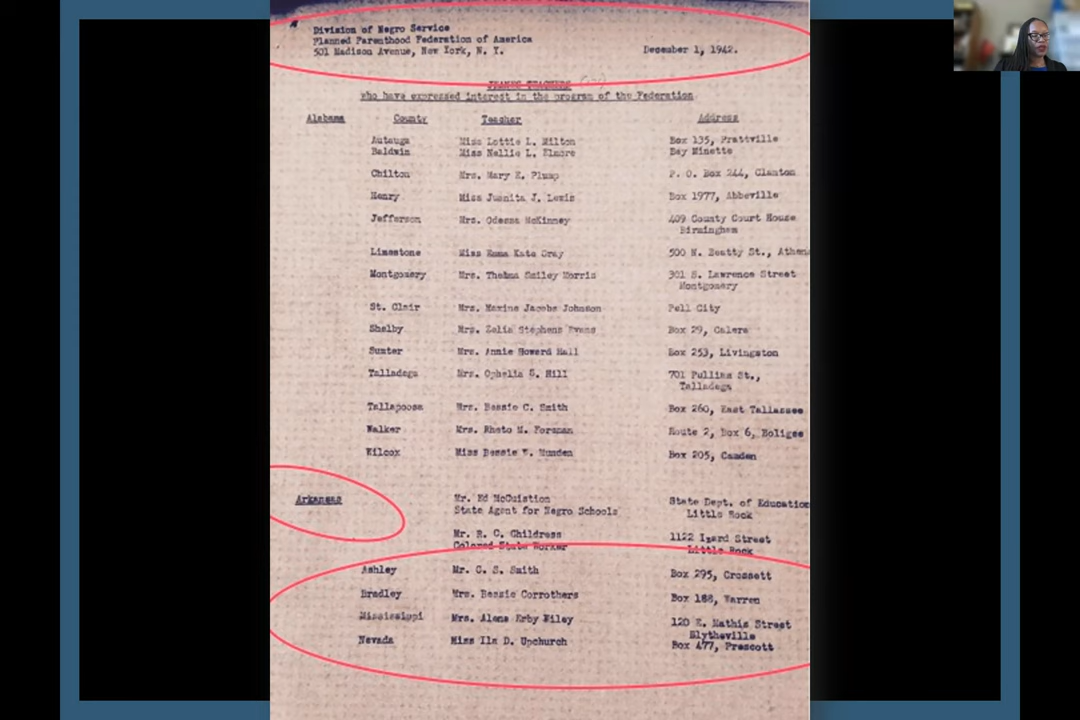 Division of Negro Service
Planned Parenthood Federation of America
501 Madison Avenue, New York, N. Y. December 1, 1942.
JEANES TEACHERS
who have expressed interest in the program of the Federation
Alabama County Teacher Address
Autauga Miss Lottie L. Milton Box 135, Prattville
Baldwin Miss Nellie L. Elmore Bay Minette
Chilton Mrs. Mary E. Plump P. O. Box 244, Clanton
Henry Miss Juanita J. Lewis Box 1977, Abbeville
Jefferson Mrs. Odessa McKinney 409 County Court House
Birmingham
Limestone Miss Emma Kate Gray 500 N. Beatty St., Athens
Montgomery Mrs. Thelma Smiley Morris 301 S. Lawrence Street
Montgomery
St. Clair Mrs. Maxine Jacobs Johnson Pell City
Shelby Mrs. Zelia Stephens Evans Box 29, Calera
Sumter Mrs. Annie Howard Hall Box 253, Livingston
Talladega Mrs. Ophelia S. Hill 701 Pullins St.,
Talladega
Tallapoosa Mrs. Bessie C. Smith Box 260, East Tallassee
Walker Mrs. Rheto M. Forsman Route 2, Box 6, Boligee
Wilcox Miss Bessie W. Munden Box 205, Camden
Arkansas Mr. Ed McCuistion State Dept. of Education
State Agent for Negro Schools Little Rock
Mr. R. C. Childress 1122 Izard Street
Colored State Worker Little Rock
Ashley Mr. C. S. Smith Box 295, Crossett
Bradley Mrs. Bessie Corrothers Box 188, Warren
Mississippi Mrs. Alena Erby Wiley 120 E. Mathis Street
Blytheville
Nevada Miss Ila D. Upchurch Box 477, Prescott